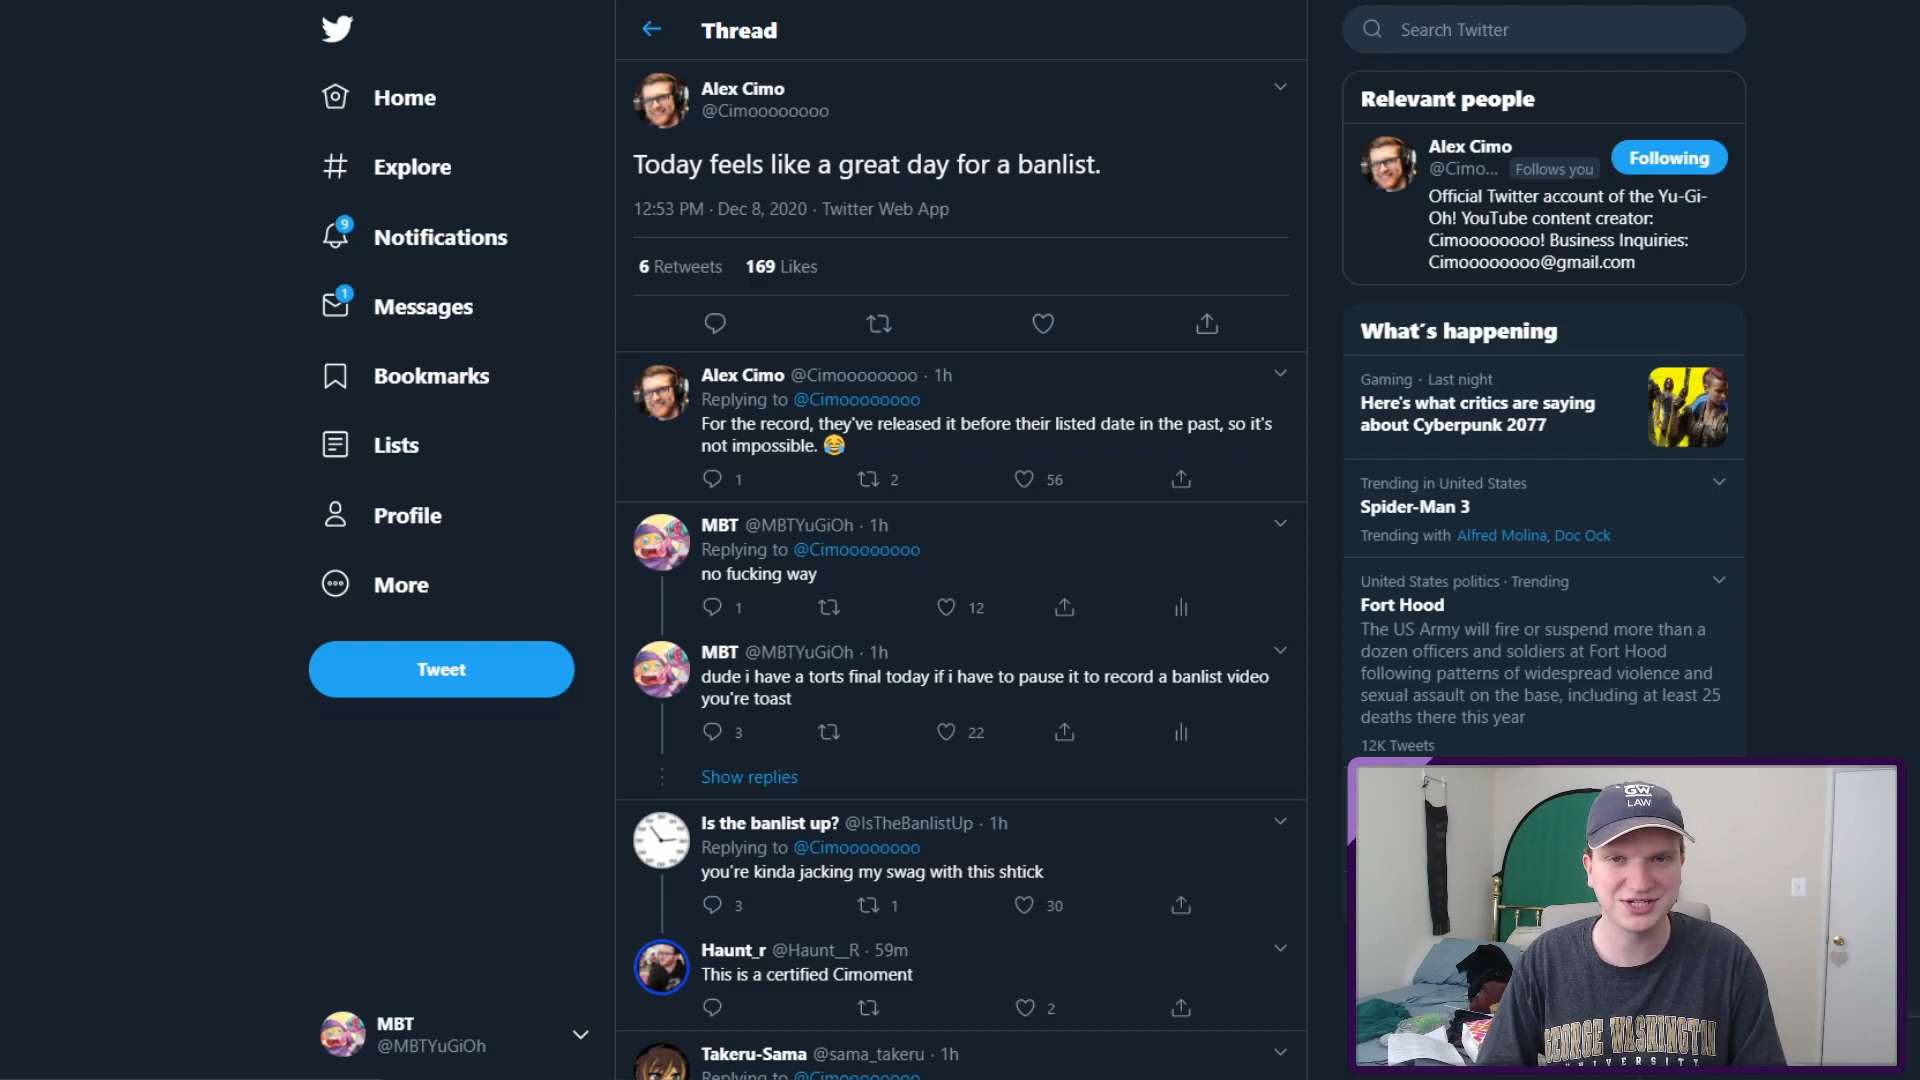 Home
Explore
9
Notifications
1
Messages
Bookmarks
Lists
Profile
More
Tweet
MBT
@MBTYuGiOh
Thread
Alex Cimo
@Cimoooooooo
Today feels like a great day for a banlist.
12:53 PM · Dec 8, 2020 · Twitter Web App
6 Retweets 169 Likes
Alex Cimo @Cimoooooooo · 1h
Replying to @Cimoooooooo
For the record, they've released it before their listed date in the past, so it's
not impossible. 😂
1 2 56
MBT @MBTYuGiOh · 1h
Replying to @Cimoooooooo
no fucking way
1 12
MBT @MBTYuGiOh · 1h
dude i have a torts final today if i have to pause it to record a banlist video
you're toast
3 22
Show replies
Is the banlist up? @IsTheBanlistUp · 1h
Replying to @Cimoooooooo
you're kinda jacking my swag with this shtick
3 1 30
Haunt_r @Haunt__R · 59m
This is a certified Cimoment
2
Takeru-Sama @sama_takeru · 1h
Replying to @Cimoooooooo
Search Twitter
Relevant people
Alex Cimo
@Cimo... Follows you
Following
Official Twitter account of the Yu-Gi-
Oh! YouTube content creator:
Cimoooooooo! Business Inquiries:
Cimoooooooo@gmail.com
What's happening
Gaming · Last night
Here's what critics are saying
about Cyberpunk 2077
Trending in United States
Spider-Man 3
Trending with Alfred Molina, Doc Ock
United States politics · Trending
Fort Hood
The US Army will fire or suspend more than a
dozen officers and soldiers at Fort Hood
following patterns of widespread violence and
sexual assault on the base, including at least 25
deaths there this year
12K Tweets
GW
LAW
GEORGE WASHINGTON
UNIVERSITY